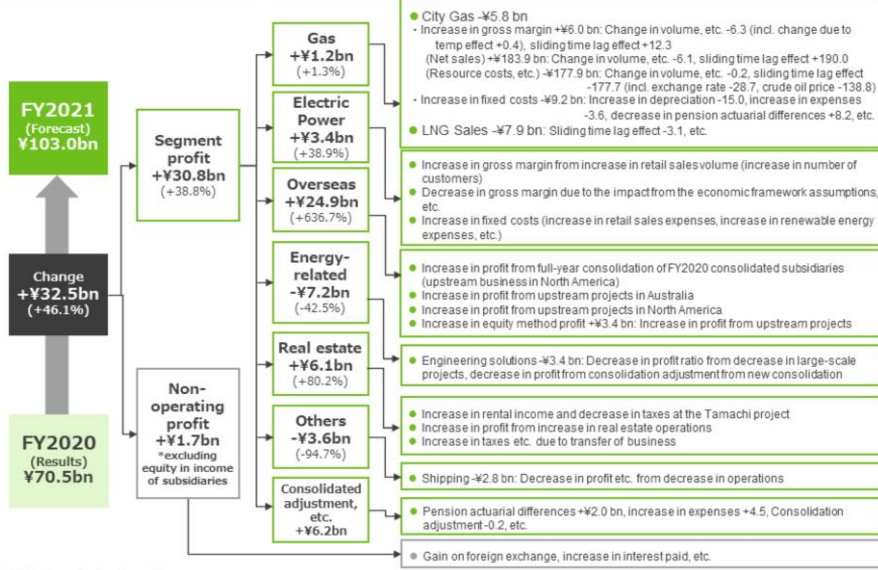 FY2021
(Forecast)
¥103.0bn
Change
+¥32.5bn
(+46.1%)
FY2020
(Results)
¥70.5bn
Segment
profit
+¥30.8bn
(+38.8%)
Non-
operating
profit
+¥1.7bn
*excluding
equity in income
of subsidiaries
Gas
+¥1.2bn
(+1.3%)
Electric
Power
+¥3.4bn
(+38.9%)
Overseas
+¥24.9bn
(+636.7%)
Energy-
related
-¥7.2bn
(-42.5%)
Real estate
+¥6.1bn
(+80.2%)
Others
-¥3.6bn
(-94.7%)
Consolidated
adjustment,
etc.
+¥6.2bn
● City Gas -¥5.8 bn
· Increase in gross margin +¥6.0 bn: Change in volume, etc. -6.3 (incl. change due to
temp effect +0.4), sliding time lag effect +12.3
(Net sales) +¥183.9 bn: Change in volume, etc. -6.1, sliding time lag effect +190.0
(Resource costs, etc.) -¥177.9 bn: Change in volume, etc. -0.2, sliding time lag effect
-177.7 (incl. exchange rate -28.7, crude oil price -138.8)
· Increase in fixed costs -¥9.2 bn: Increase in depreciation -15.0, increase in expenses
-3.6, decrease in pension actuarial differences +8.2, etc.
● LNG Sales -¥7.9 bn: Sliding time lag effect -3.1, etc.
● Increase in gross margin from increase in retail sales volume (increase in number of
customers)
● Decrease in gross margin due to the impact from the economic framework assumptions,
etc.
● Increase in fixed costs (increase in retail sales expenses, increase in renewable energy
expenses, etc.)
● Increase in profit from full-year consolidation of FY2020 consolidated subsidiaries
(upstream business in North America)
● Increase in profit from upstream projects in Australia
● Increase in profit from upstream projects in North America
● Increase in equity method profit +¥3.4 bn: Increase in profit from upstream projects
● Engineering solutions -¥3.4 bn: Decrease in profit ratio from decrease in large-scale
projects, decrease in profit from consolidation adjustment from new consolidation
● Increase in rental income and decrease in taxes at the Tamachi project
● Increase in profit from increase in real estate operations
● Increase in taxes etc. due to transfer of business
● Shipping -¥2.8 bn: Decrease in profit etc. from decrease in operations
● Pension actuarial differences +¥2.0 bn, increase in expenses +4.5, Consolidation
adjustment -0.2, etc.
● Gain on foreign exchange, increase in interest paid, etc.